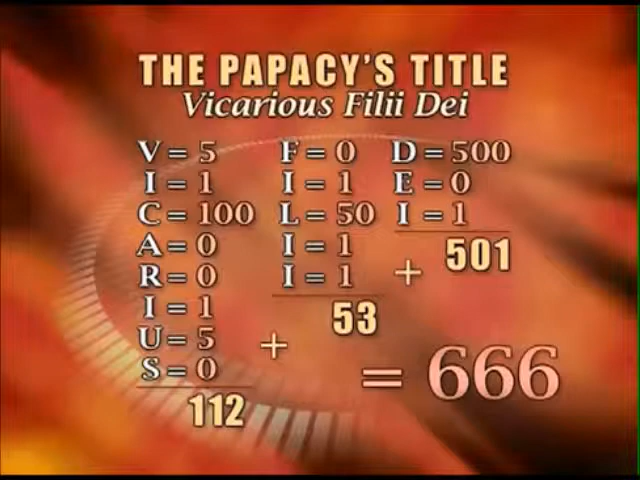 THE PAPACY'S TITLE
Vicarious Filii Dei
V = 5 F = 0 D = 500
I = 1 I = 1 E = 0
C = 100 L = 50 I = 1
A = 0 I = 1 + 501
R = 0 I = 1
I = 1 53
U = 5 +
S = 0 = 666
112